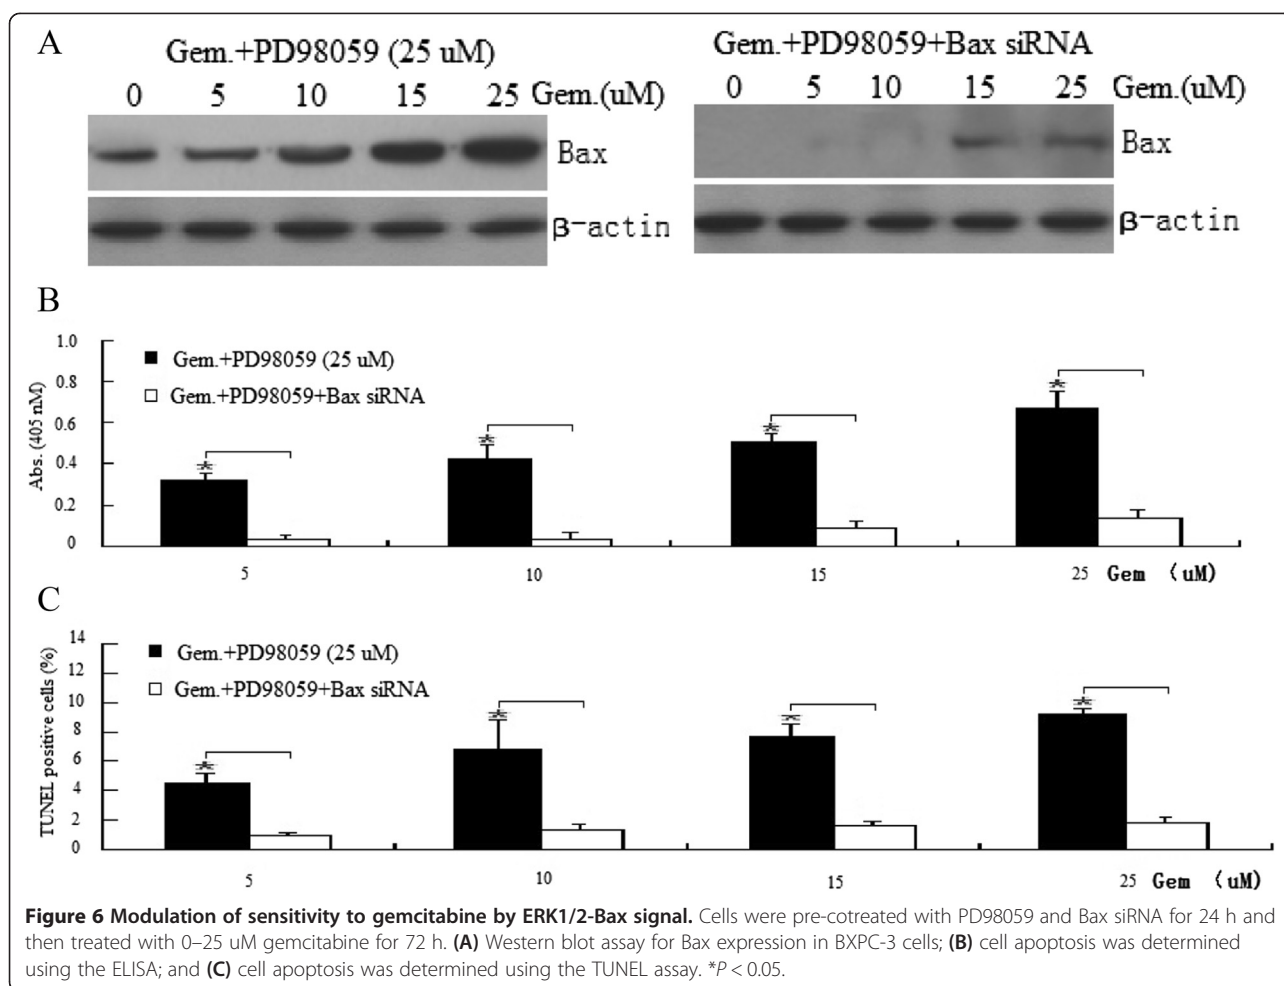 A
Gem.+PD98059 (25 uM)
0 5 10 15 25 Gem.(uM)
Bax
β-actin
Gem.+PD98059+Bax siRNA
0 5 10 15 25 Gem.(uM)
Bax
β-actin
B
Abs. (405 nM)
1.0
0.8
0.6
0.4
0.2
0
Gem.+PD98059 (25 uM)
Gem.+PD98059+Bax siRNA
* * * *
5 10 15 25 Gem (uM)
C
TUNEL positive cells (%)
14
12
10
8
6
4
2
0
Gem.+PD98059 (25 uM)
Gem.+PD98059+Bax siRNA
* * * *
5 10 15 25 Gem (uM)
Figure 6 Modulation of sensitivity to gemcitabine by ERK1/2-Bax signal. Cells were pre-cotreated with PD98059 and Bax siRNA for 24 h and
then treated with 0–25 uM gemcitabine for 72 h. (A) Western blot assay for Bax expression in BXPC-3 cells; (B) cell apoptosis was determined
using the ELISA; and (C) cell apoptosis was determined using the TUNEL assay. *P < 0.05.